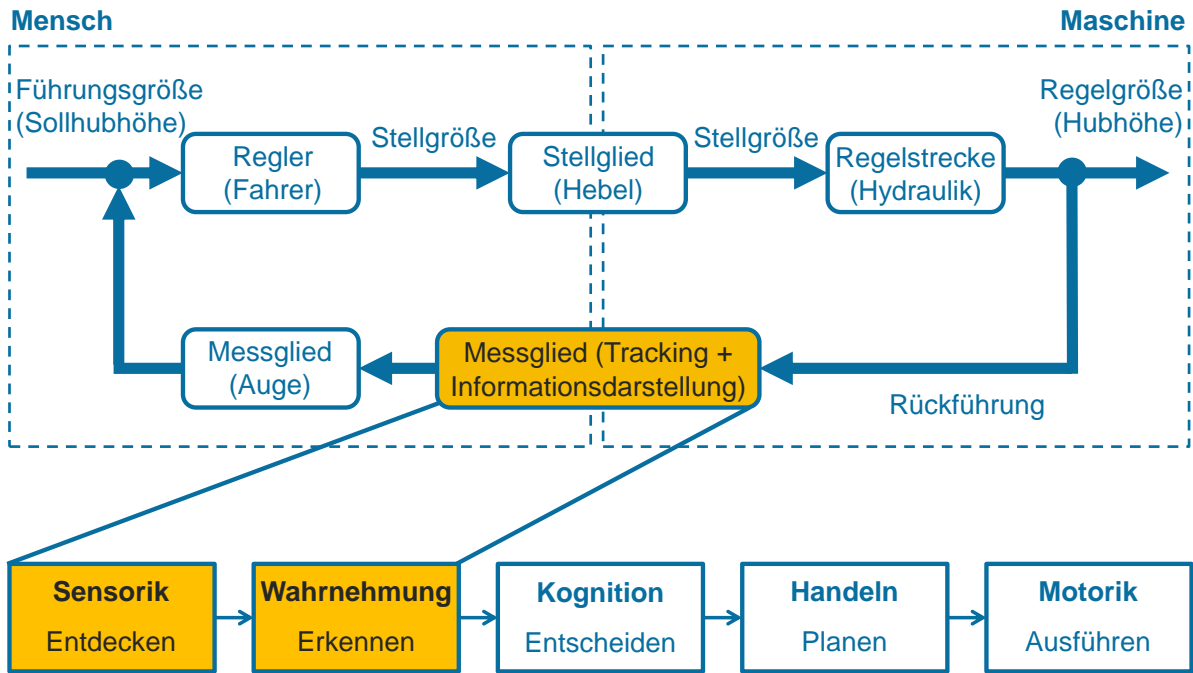 Mensch
Maschine
Führungsgröße
(Sollhubhöhe)
Regler
(Fahrer)
Stellgröße
Stellglied
(Hebel)
Stellgröße
Regelstrecke
(Hydraulik)
Regelgröße
(Hubhöhe)
Messglied
(Auge)
Messglied (Tracking +
Informationsdarstellung)
Rückführung
Sensorik
Entdecken
Wahrnehmung
Erkennen
Kognition
Entscheiden
Handeln
Planen
Motorik
Ausführen